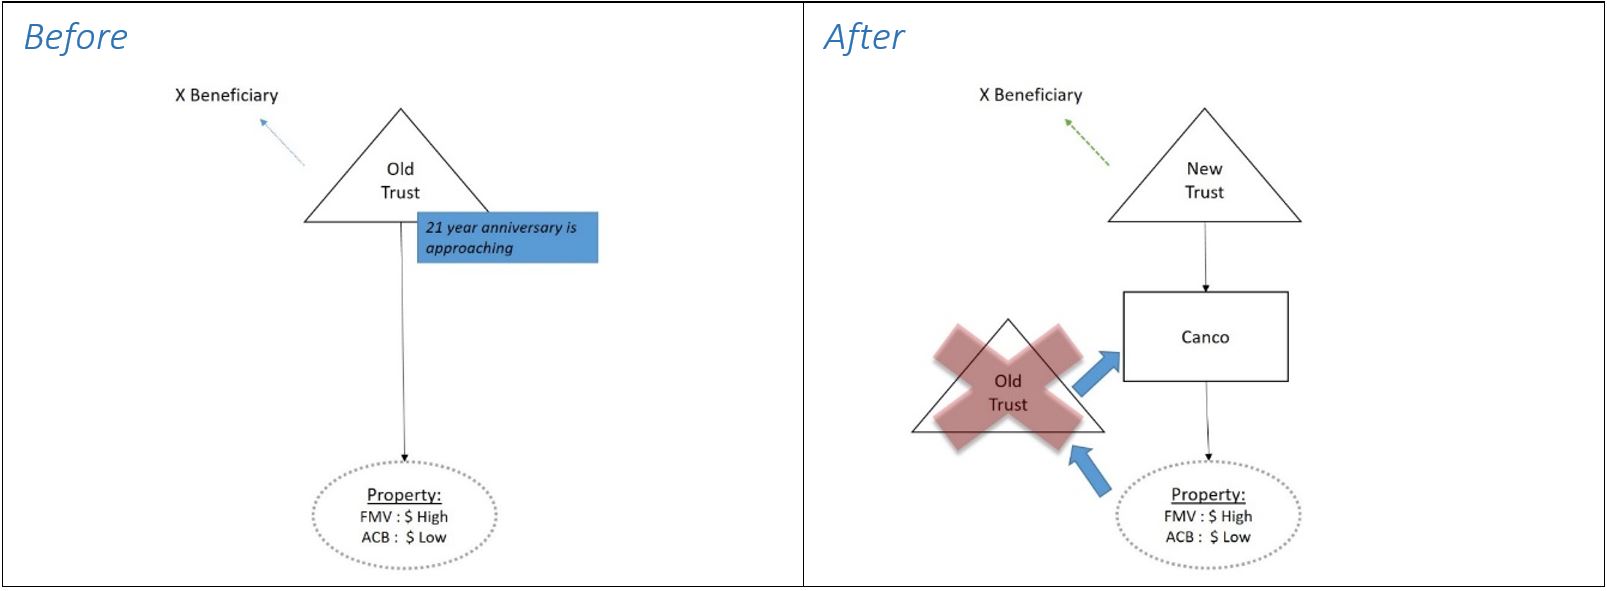 Before
X Beneficiary
Old
Trust
21 year anniversary is
approaching
Property:
FMV : $ High
ACB : $ Low
After
X Beneficiary
New
Trust
Canco
Old
Trust
Property:
FMV : $ High
ACB : $ Low